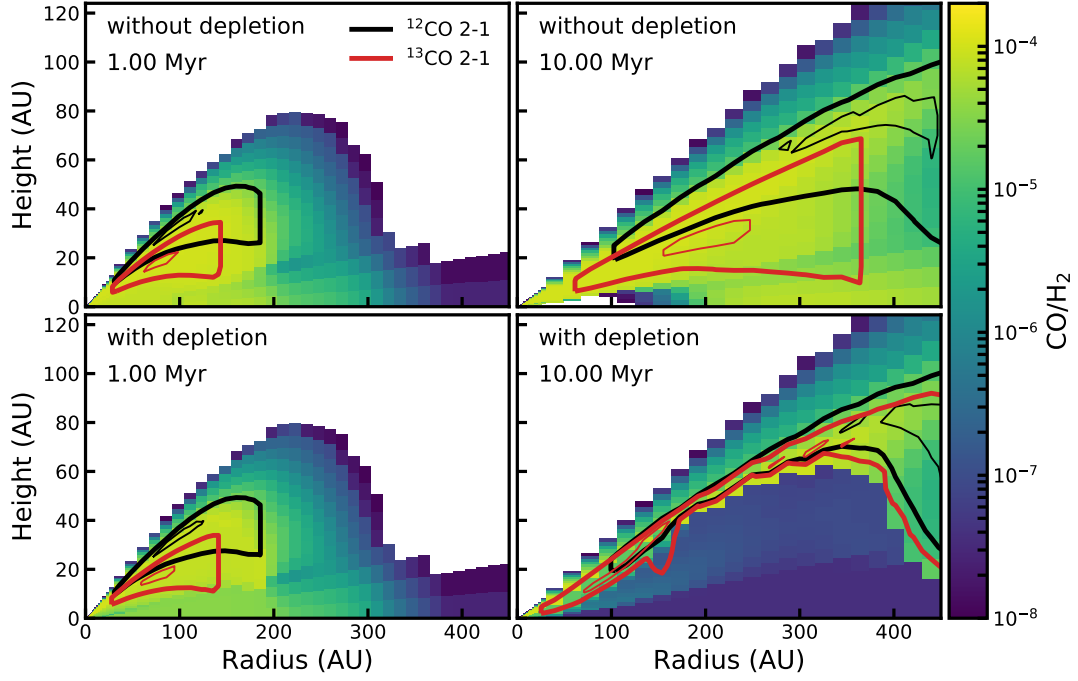 without depletion
1.00 Myr
¹²CO 2-1
¹³CO 2-1
without depletion
10.00 Myr
120
100
80
60
40
20
0
Height (AU)
with depletion
1.00 Myr
with depletion
10.00 Myr
120
100
80
60
40
20
0
Height (AU)
0 100 200 300 400
Radius (AU)
100 200 300 400
Radius (AU)
10⁻⁴
10⁻⁵
10⁻⁶
10⁻⁷
10⁻⁸
CO/H₂